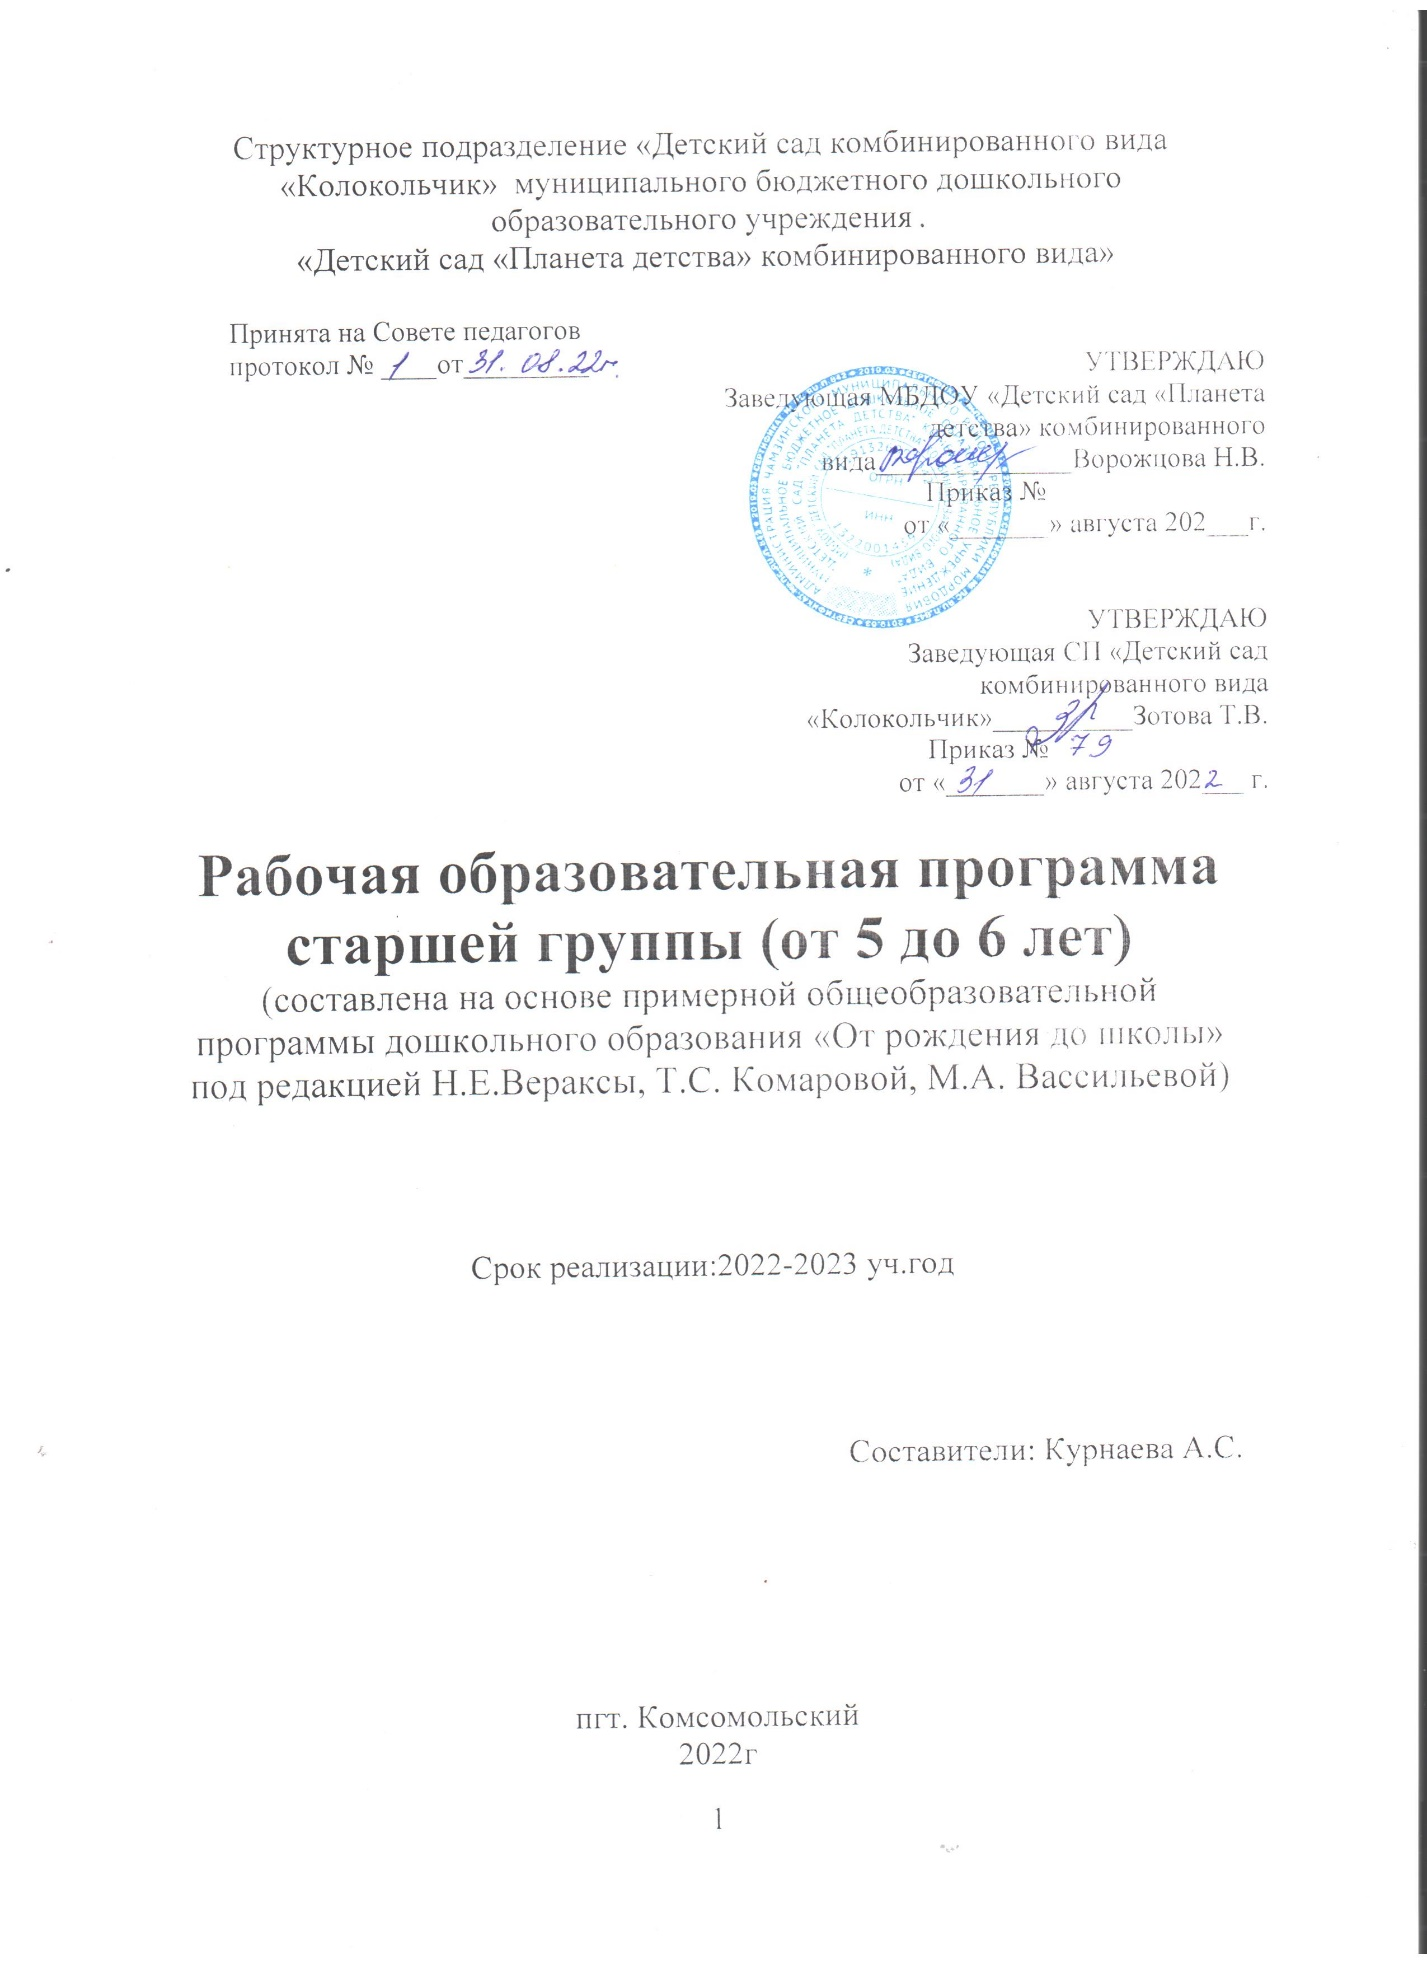 Структурное подразделение «Детский сад комбинированного вида
«Колокольчик» муниципального бюджетного дошкольного
образовательного учреждения .
«Детский сад «Планета детства» комбинированного вида»
Принята на Совете педагогов
протокол № 1 от 31.08.22г.
УТВЕРЖДАЮ
Заведующая МБДОУ «Детский сад «Планета
детства» комбинированного
вида______________Ворожцова Н.В.
Приказ №
от «_______» августа 202___г.
УТВЕРЖДАЮ
Заведующая СП «Детский сад
комбинированного вида
«Колокольчик»__________Зотова Т.В.
Приказ № 79
от «31» августа 2022 г.
Рабочая образовательная программа
старшей группы (от 5 до 6 лет)
(составлена на основе примерной общеобразовательной
программы дошкольного образования «От рождения до школы»
под редакцией Н.Е.Вераксы, Т.С. Комаровой, М.А. Вассильевой)
Срок реализации:2022-2023 уч.год
Составители: Курнаева А.С.
пгт. Комсомольский
2022г
1